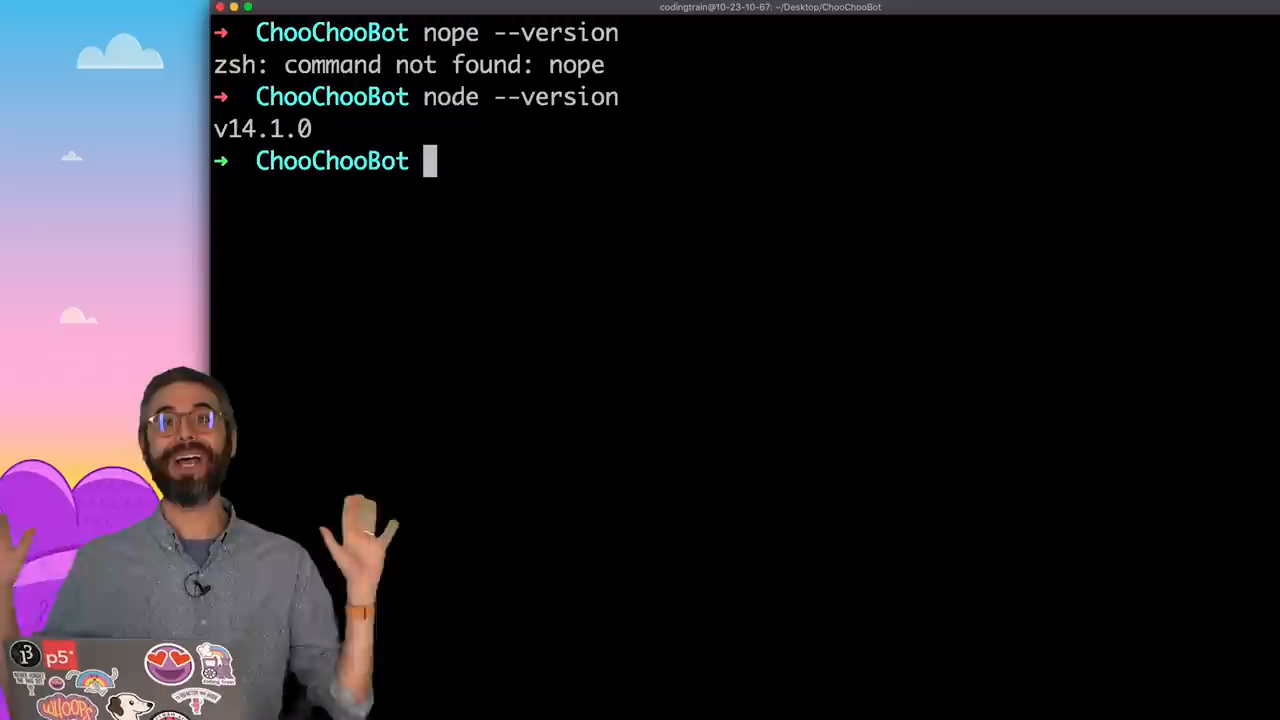 codingtrain@10-23-10-67: ~/Desktop/ChooChooBot
➜ ChooChooBot nope --version
zsh: command not found: nope
➜ ChooChooBot node --version
v14.1.0
➜ ChooChooBot
p5*
WHOOPS